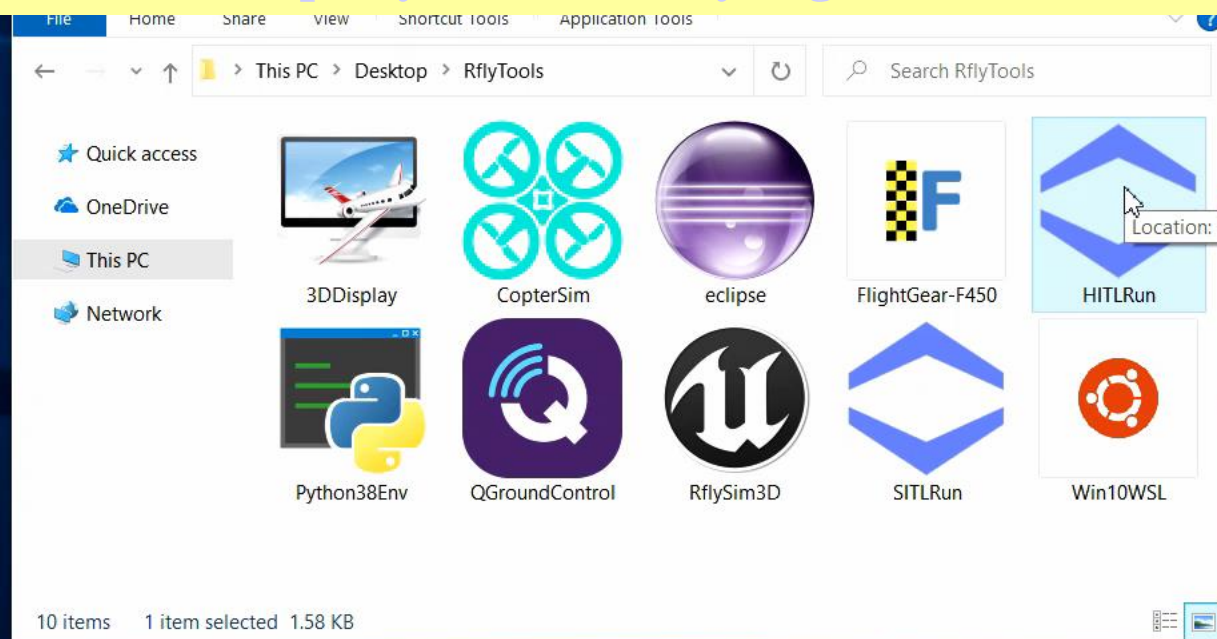 File Home Share View Shortcut Tools Application Tools
This PC > Desktop > RflyTools
Search RflyTools
Quick access
OneDrive
This PC
Network
3DDisplay CopterSim eclipse FlightGear-F450 HITLRun
Location:
Python38Env QGroundControl RflySim3D SITLRun Win10WSL
10 items 1 item selected 1.58 KB